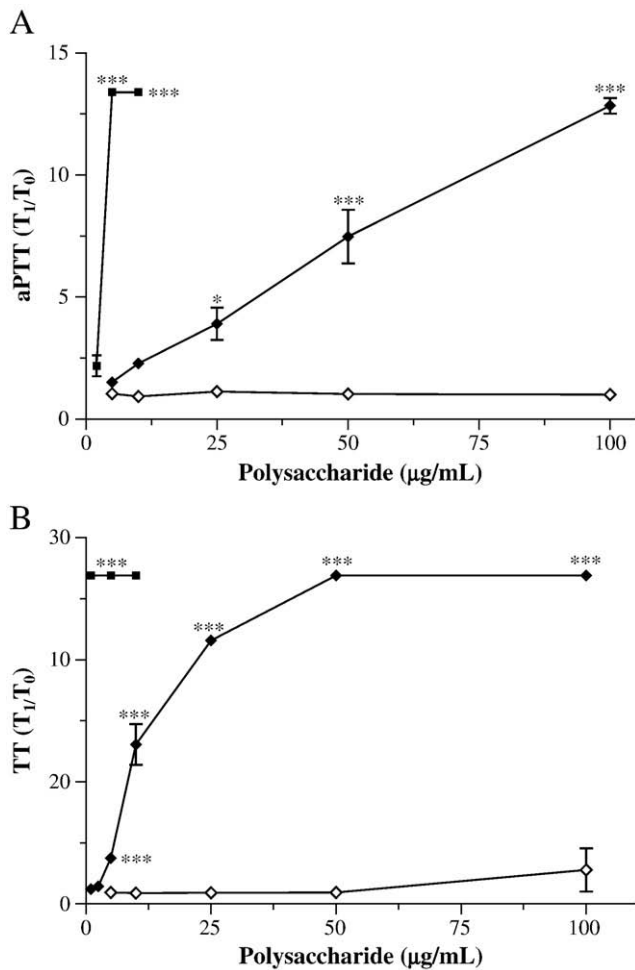 A
15
***
***
***
10
***
aPTT (T1/T0)
*
5
0
0 25 50 75 100
Polysaccharide (μg/mL)
B
30
***
***
***
***
10
***
TT (T1/T0)
20
***
0
0 25 50 75 100
Polysaccharide (μg/mL)